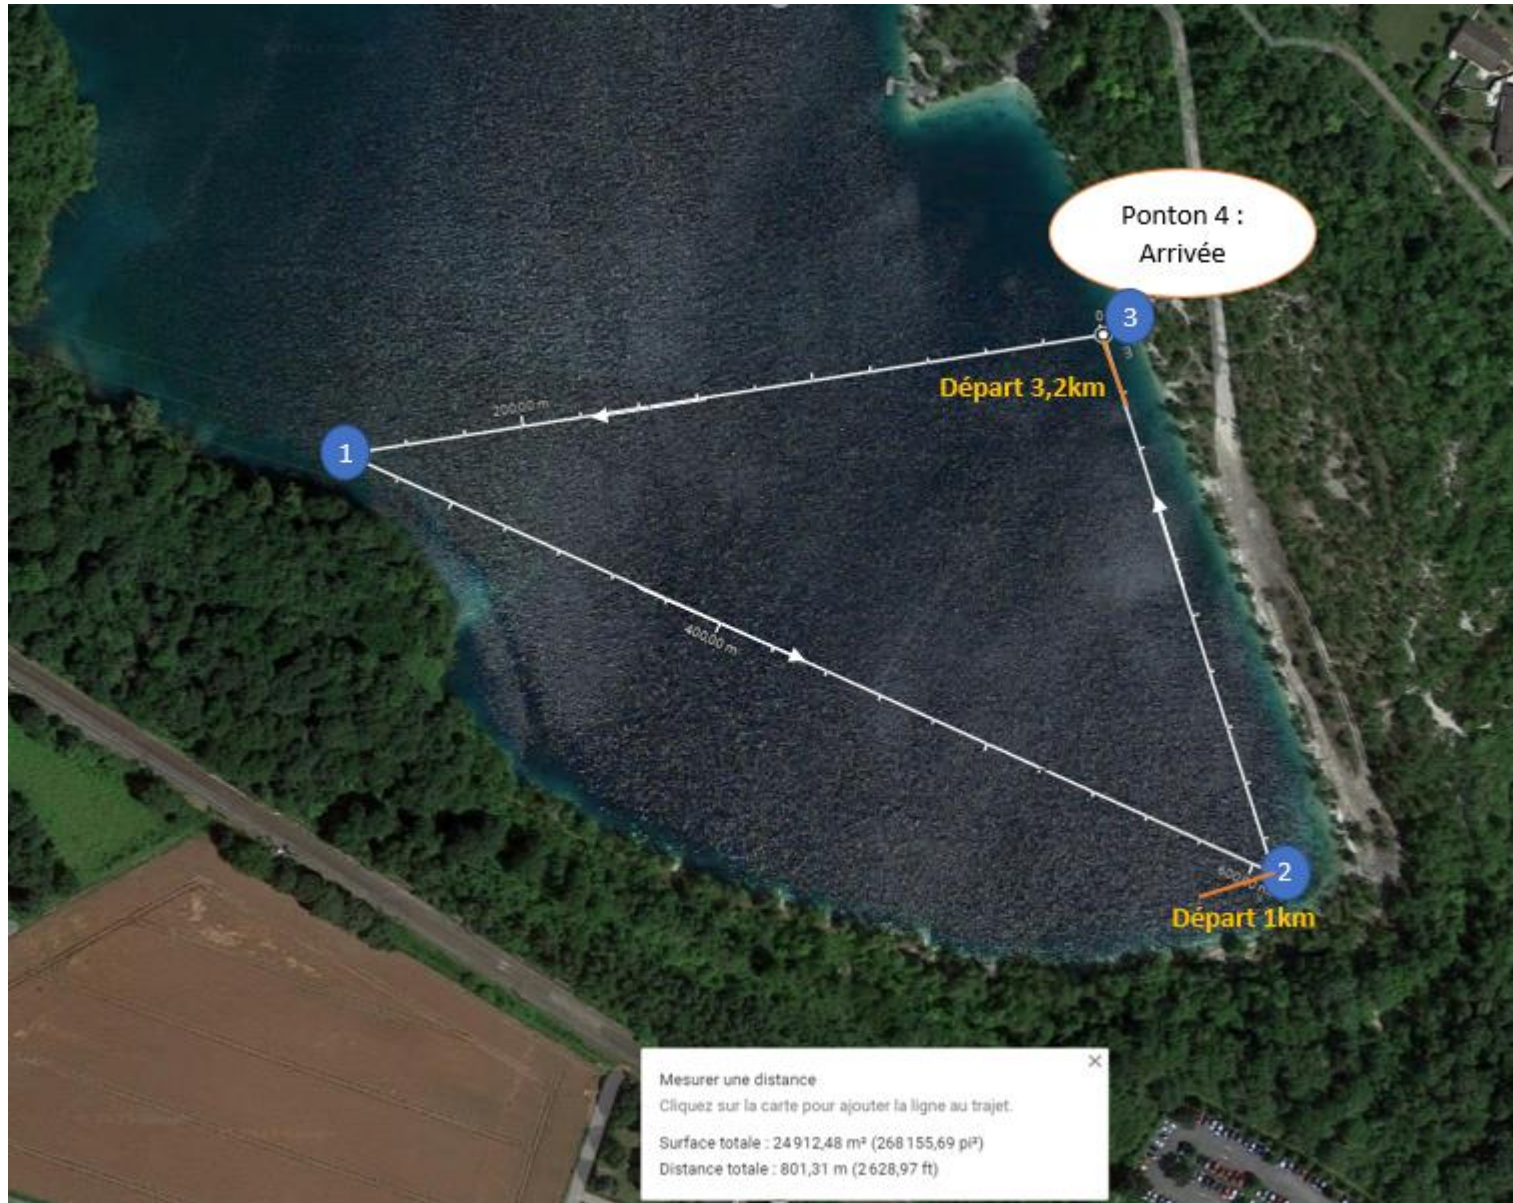 Ponton 4 :
Arrivée
0
3
Départ 3,2km
200,00 m
1
400,00 m
2
Départ 1km
Mesurer une distance
Cliquez sur la carte pour ajouter la ligne au trajet.
Surface totale : 24 912,48 m² (268 155,69 pi²)
Distance totale : 801,31 m (2 628,97 ft)